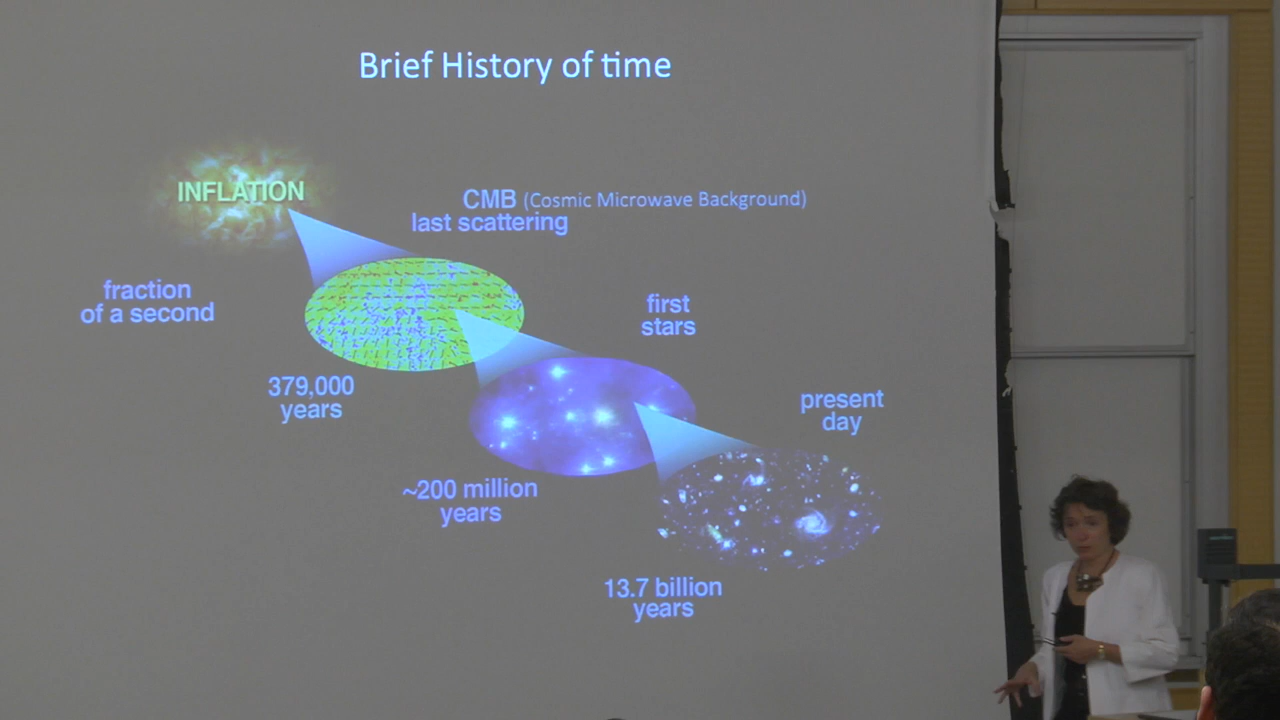 Brief History of time
INFLATION
CMB (Cosmic Microwave Background)
last scattering
fraction
of a second
first
stars
379,000
years
present
day
~200 million
years
13.7 billion
years